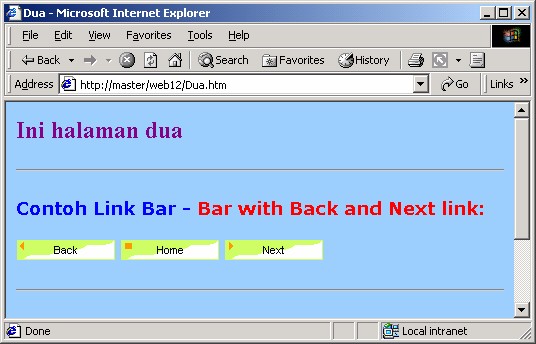 Dua - Microsoft Internet Explorer
File Edit View Favorites Tools Help
Back Search Favorites History
Address http://master/web12/Dua.htm Go Links »
Ini halaman dua
Contoh Link Bar - Bar with Back and Next link:
Back Home Next
Done Local intranet